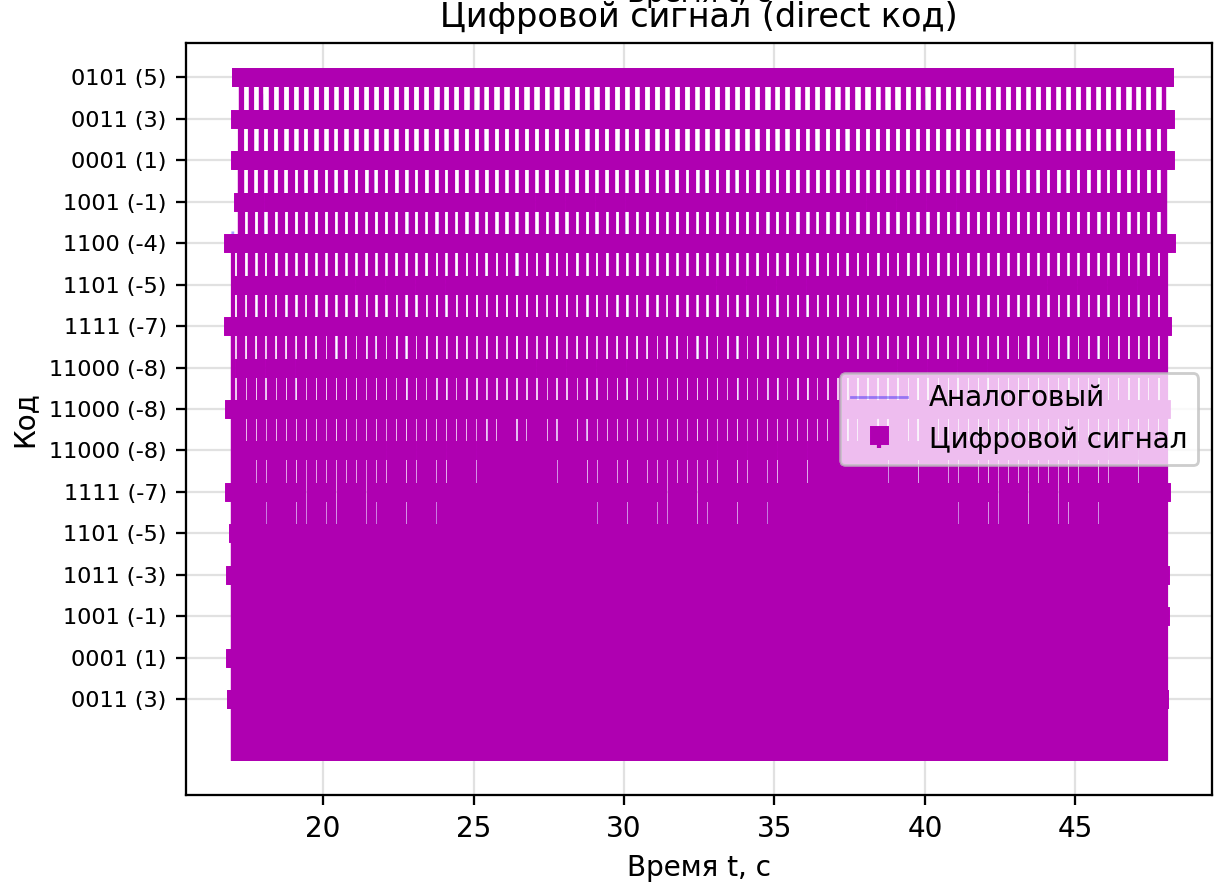 Цифровой сигнал (direct код)
0101 (5)
0011 (3)
0001 (1)
1001 (-1)
1100 (-4)
1101 (-5)
1111 (-7)
11000 (-8)
11000 (-8)
11000 (-8)
1111 (-7)
1101 (-5)
1011 (-3)
1001 (-1)
0001 (1)
0011 (3)
Код
Аналоговый
Цифровой сигнал
20 25 30 35 40 45
Время t, с